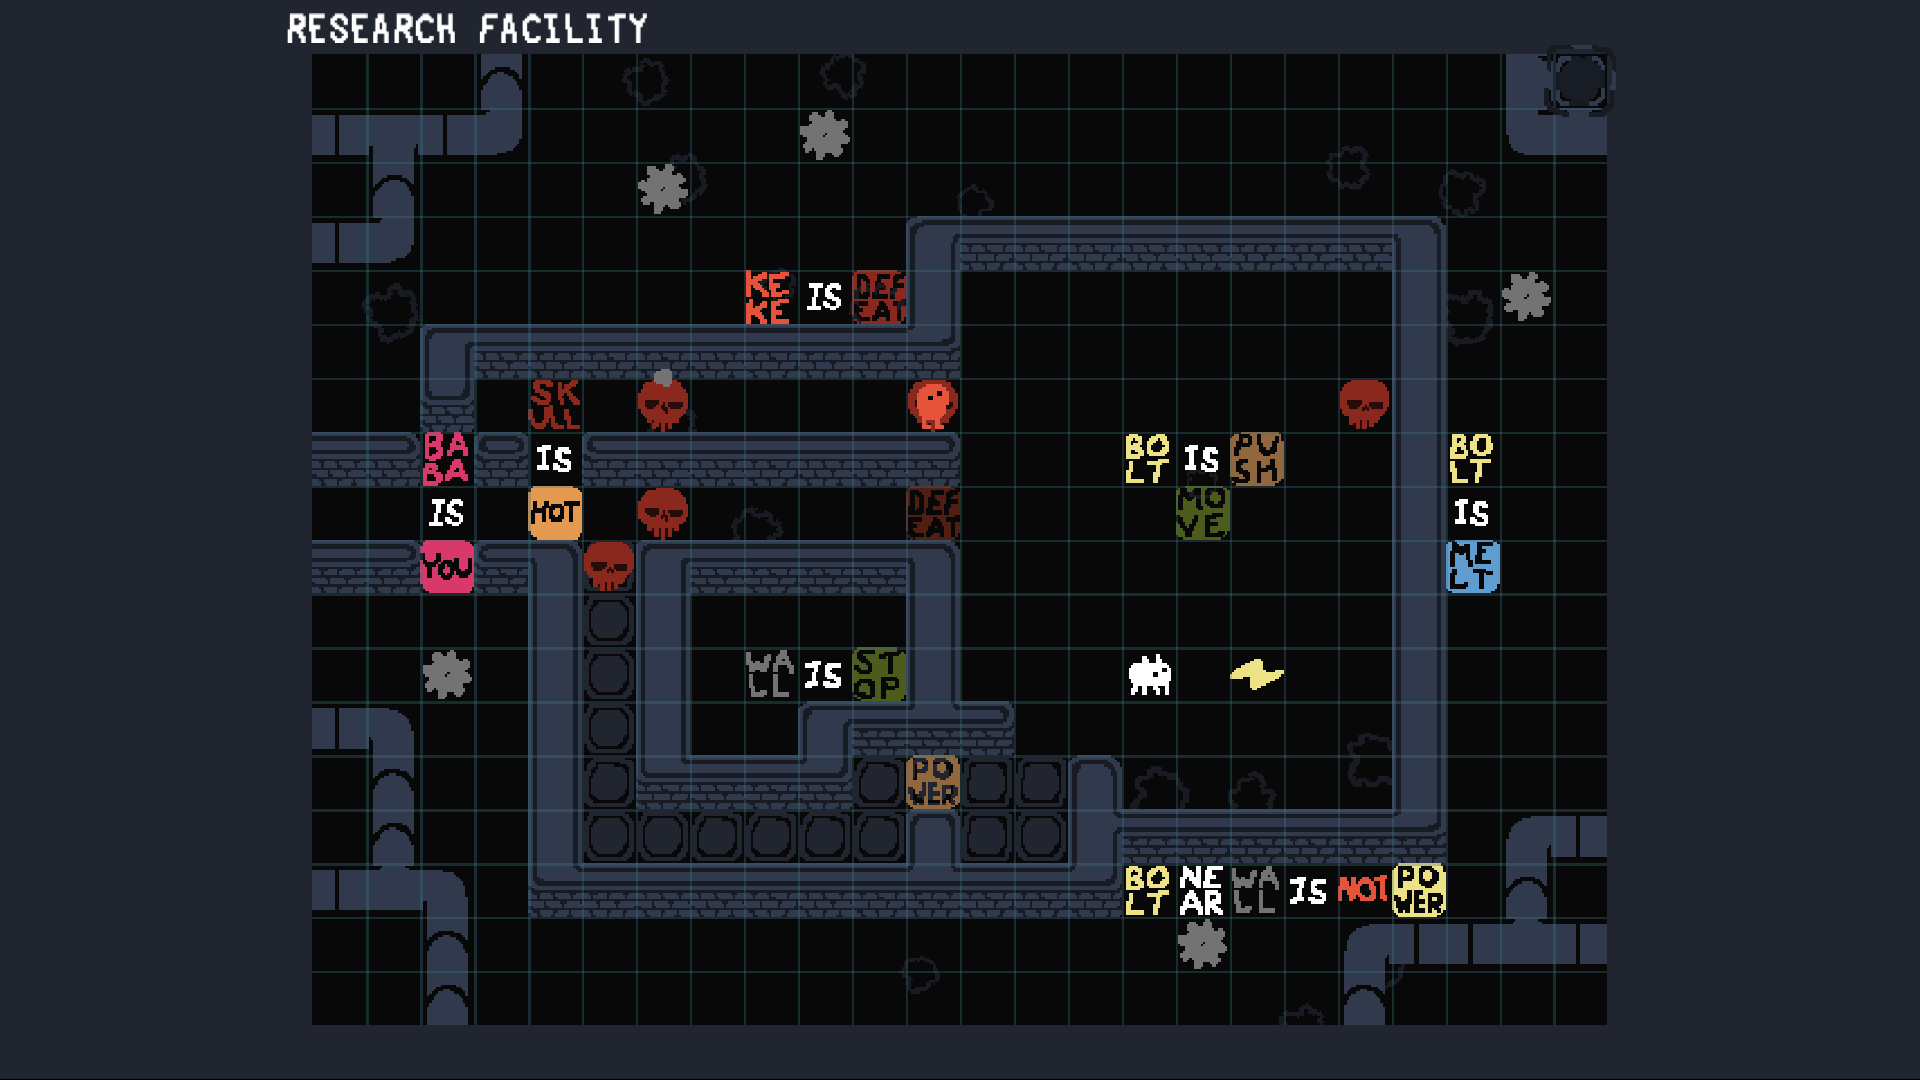 RESEARCH FACILITY
KEKE IS DEFEAT
SKULL
BABA IS BOLT IS PUSH BOLT
IS HOT DEFEAT MOVE IS
YOU MELT
WALL IS STOP
POWER
BOLT NEAR WALL IS NOT POWER